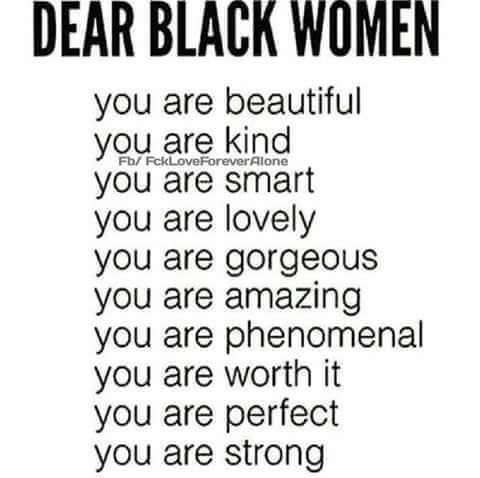 DEAR BLACK WOMEN
you are beautiful
you are kind
Fb/ FckLoveForeverAlone
you are smart
you are lovely
you are gorgeous
you are amazing
you are phenomenal
you are worth it
you are perfect
you are strong